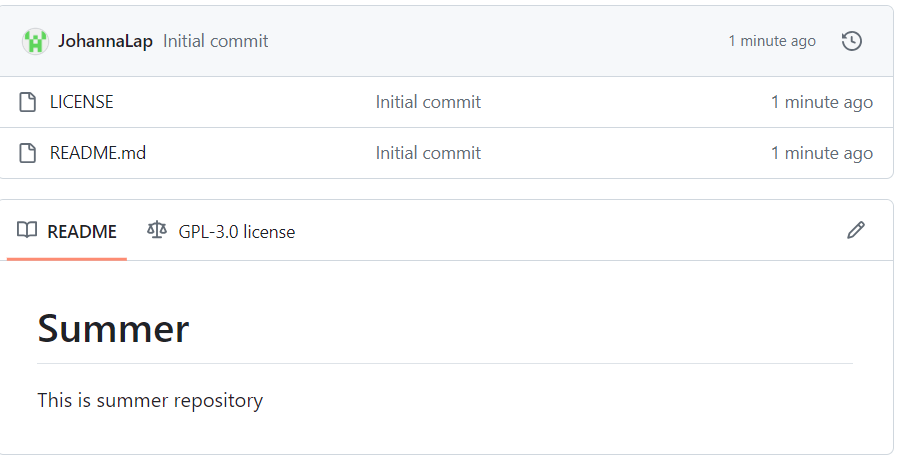 JohannaLap Initial commit 1 minute ago
LICENSE Initial commit 1 minute ago
README.md Initial commit 1 minute ago
README GPL-3.0 license
Summer
This is summer repository